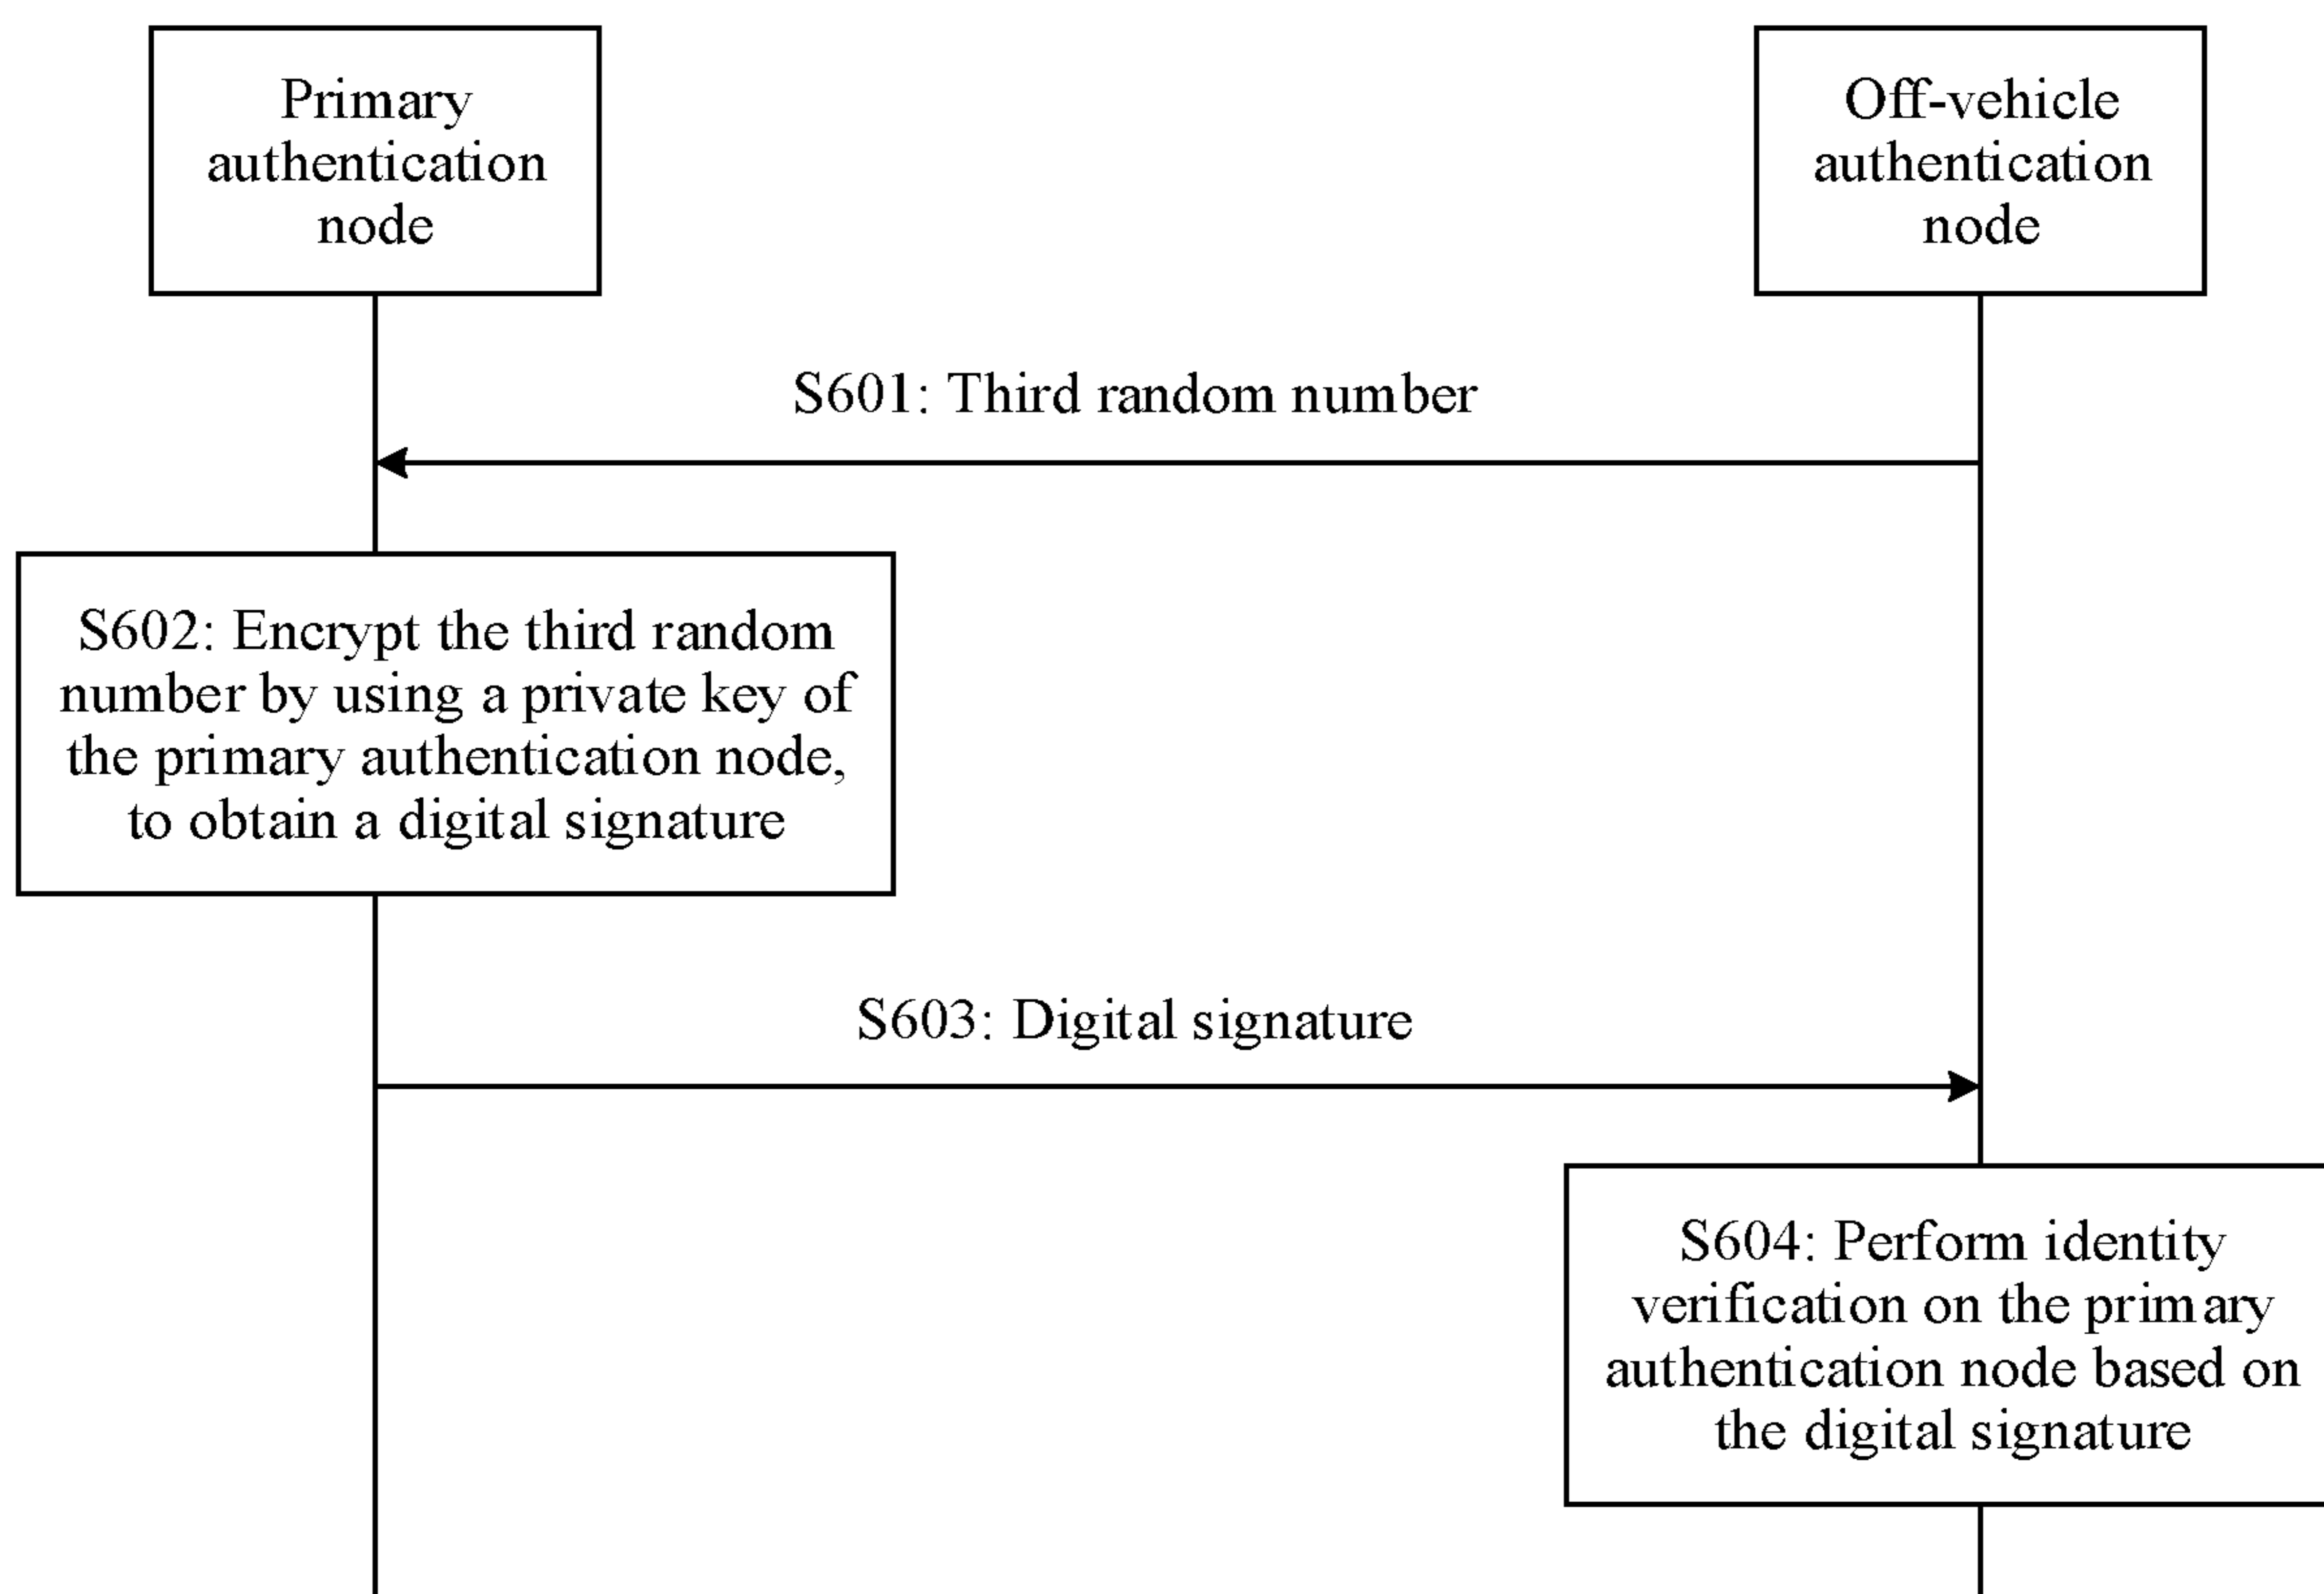 Primary
authentication
node
Off-vehicle
authentication
node
S601: Third random number
S602: Encrypt the third random
number by using a private key of
the primary authentication node,
to obtain a digital signature
S603: Digital signature
S604: Perform identity
verification on the primary
authentication node based on
the digital signature